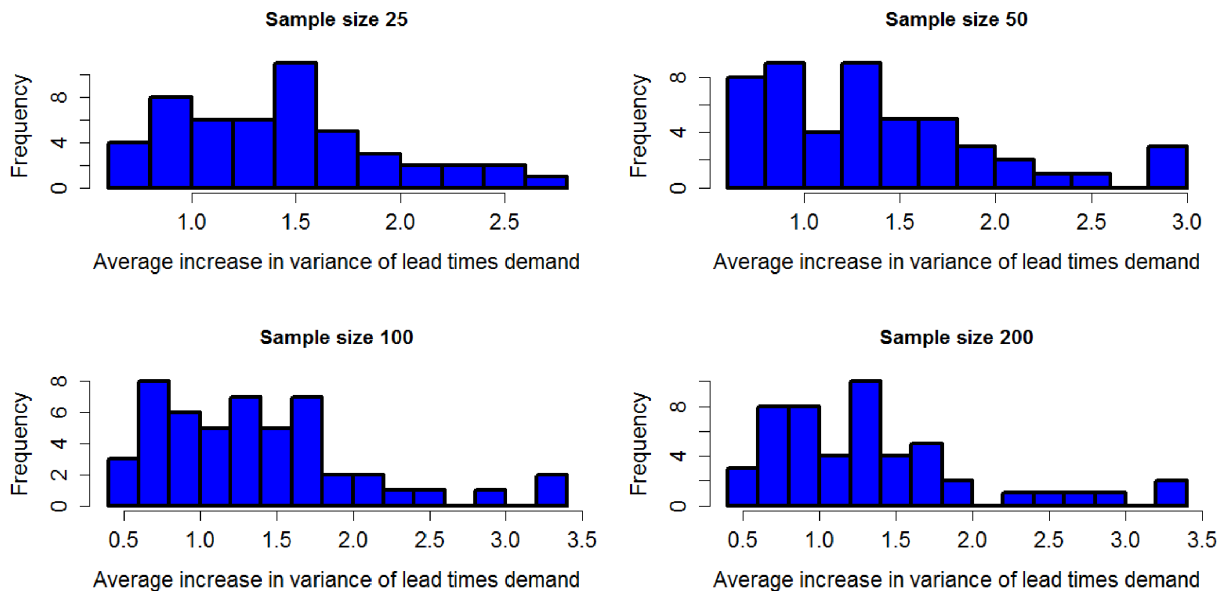 Sample size 25
Frequency
8
4
0
1.0 1.5 2.0 2.5
Average increase in variance of lead times demand
Sample size 50
Frequency
8
4
0
1.0 1.5 2.0 2.5 3.0
Average increase in variance of lead times demand
Sample size 100
Frequency
8
6
4
2
0
0.5 1.0 1.5 2.0 2.5 3.0 3.5
Average increase in variance of lead times demand
Sample size 200
Frequency
8
4
0
0.5 1.0 1.5 2.0 2.5 3.0 3.5
Average increase in variance of lead times demand